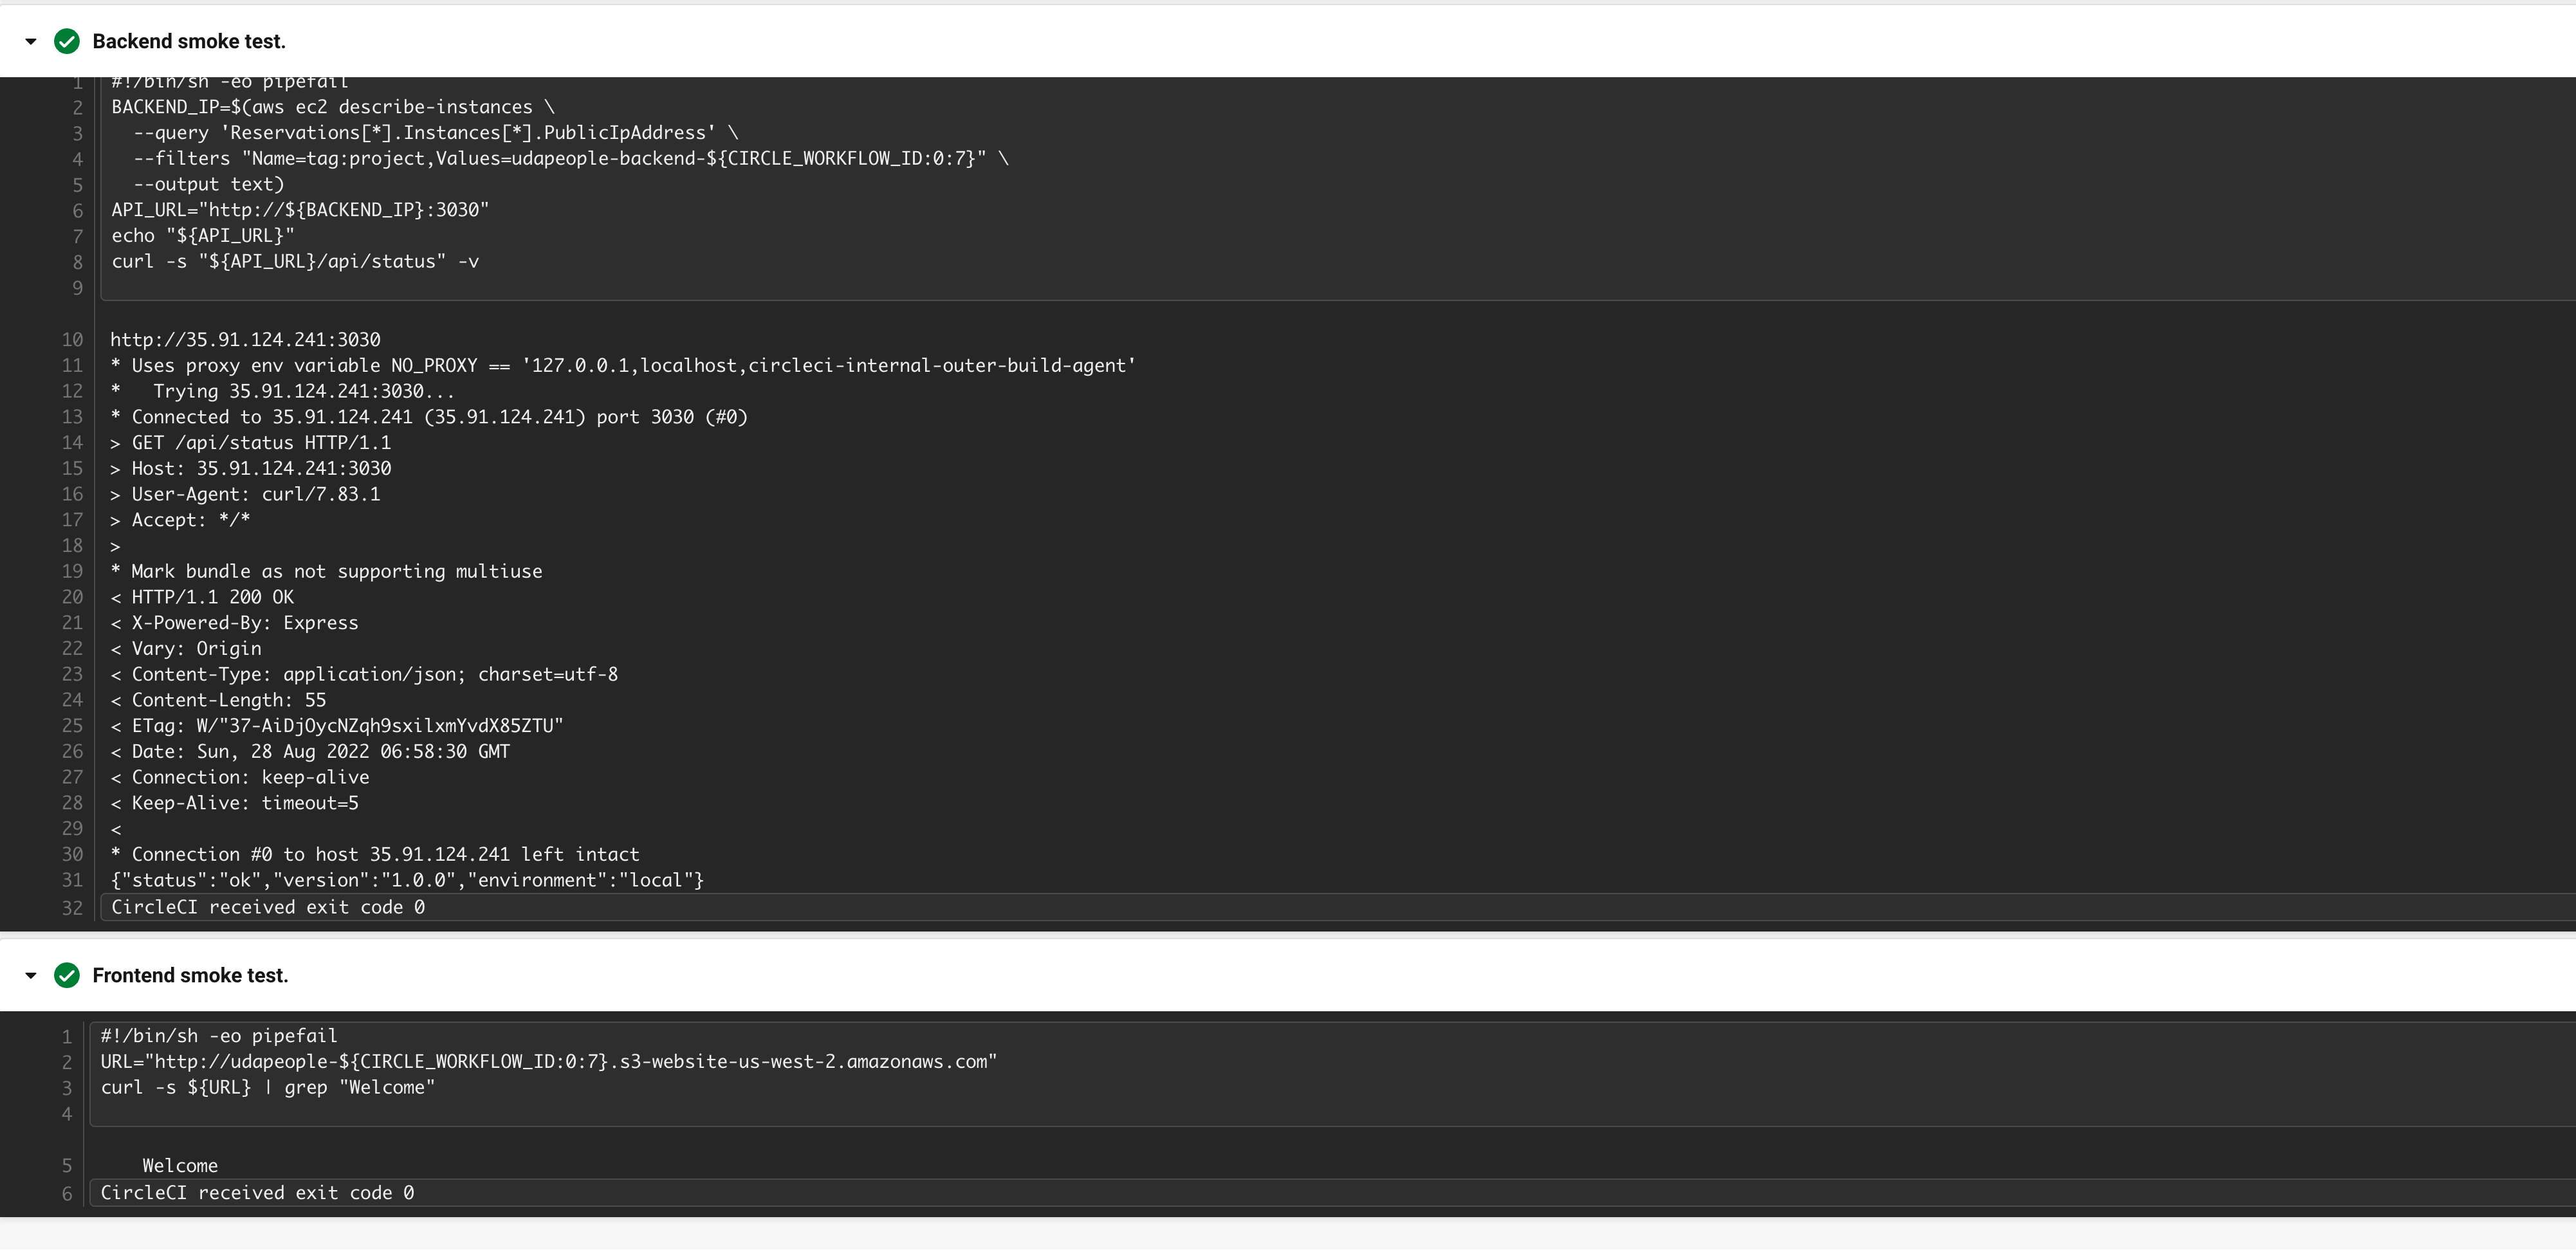 Backend smoke test.
1 #!/bin/sh -eo pipefail
2 BACKEND_IP=$(aws ec2 describe-instances \
3   --query 'Reservations[*].Instances[*].PublicIpAddress' \
4   --filters "Name=tag:project,Values=udapeople-backend-${CIRCLE_WORKFLOW_ID:0:7}" \
5   --output text)
6 API_URL="http://${BACKEND_IP}:3030"
7 echo "${API_URL}"
8 curl -s "${API_URL}/api/status" -v
9
10 http://35.91.124.241:3030
11 * Uses proxy env variable NO_PROXY == '127.0.0.1,localhost,circleci-internal-outer-build-agent'
12 *   Trying 35.91.124.241:3030...
13 * Connected to 35.91.124.241 (35.91.124.241) port 3030 (#0)
14 > GET /api/status HTTP/1.1
15 > Host: 35.91.124.241:3030
16 > User-Agent: curl/7.83.1
17 > Accept: */*
18 >
19 * Mark bundle as not supporting multiuse
20 < HTTP/1.1 200 OK
21 < X-Powered-By: Express
22 < Vary: Origin
23 < Content-Type: application/json; charset=utf-8
24 < Content-Length: 55
25 < ETag: W/"37-AiDjOycNZqh9sxilxmYvdX85ZTU"
26 < Date: Sun, 28 Aug 2022 06:58:30 GMT
27 < Connection: keep-alive
28 < Keep-Alive: timeout=5
29 <
30 * Connection #0 to host 35.91.124.241 left intact
31 {"status":"ok","version":"1.0.0","environment":"local"}
32 CircleCI received exit code 0
Frontend smoke test.
1 #!/bin/sh -eo pipefail
2 URL="http://udapeople-${CIRCLE_WORKFLOW_ID:0:7}.s3-website-us-west-2.amazonaws.com"
3 curl -s ${URL} | grep "Welcome"
4
5     Welcome
6 CircleCI received exit code 0